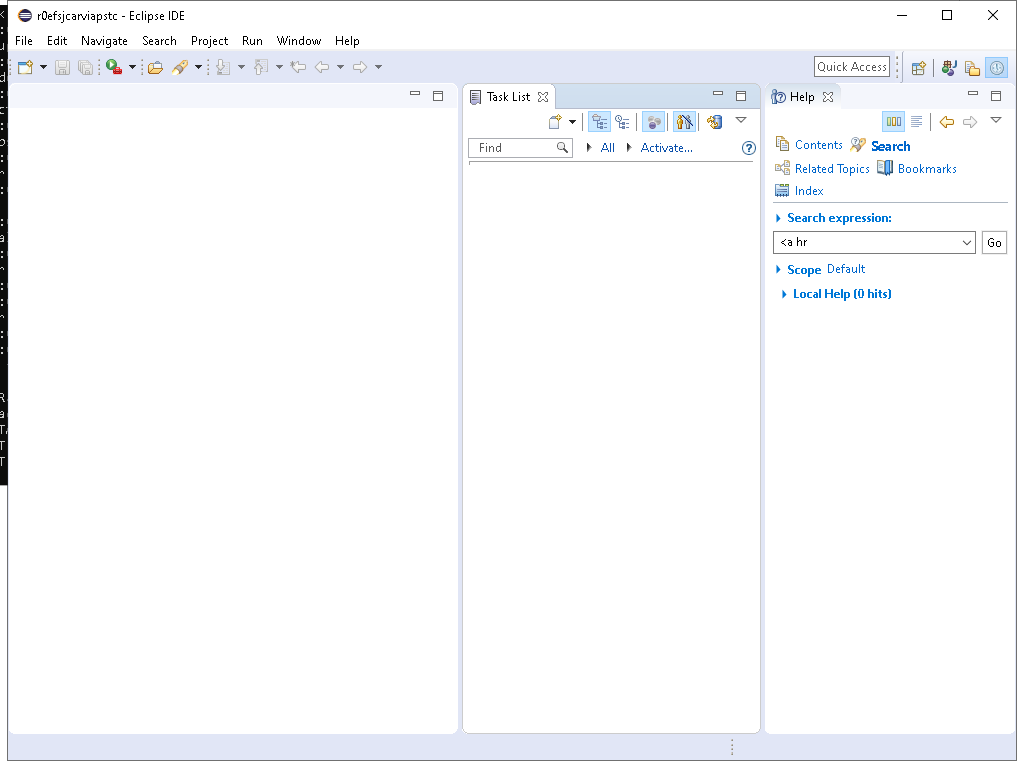 r0efsjcarviapstc - Eclipse IDE
File Edit Navigate Search Project Run Window Help
Quick Access
Task List
Help
Find
All
Activate...
Contents Search
Related Topics Bookmarks
Index
Search expression:
<a hr
Go
Scope Default
Local Help (0 hits)